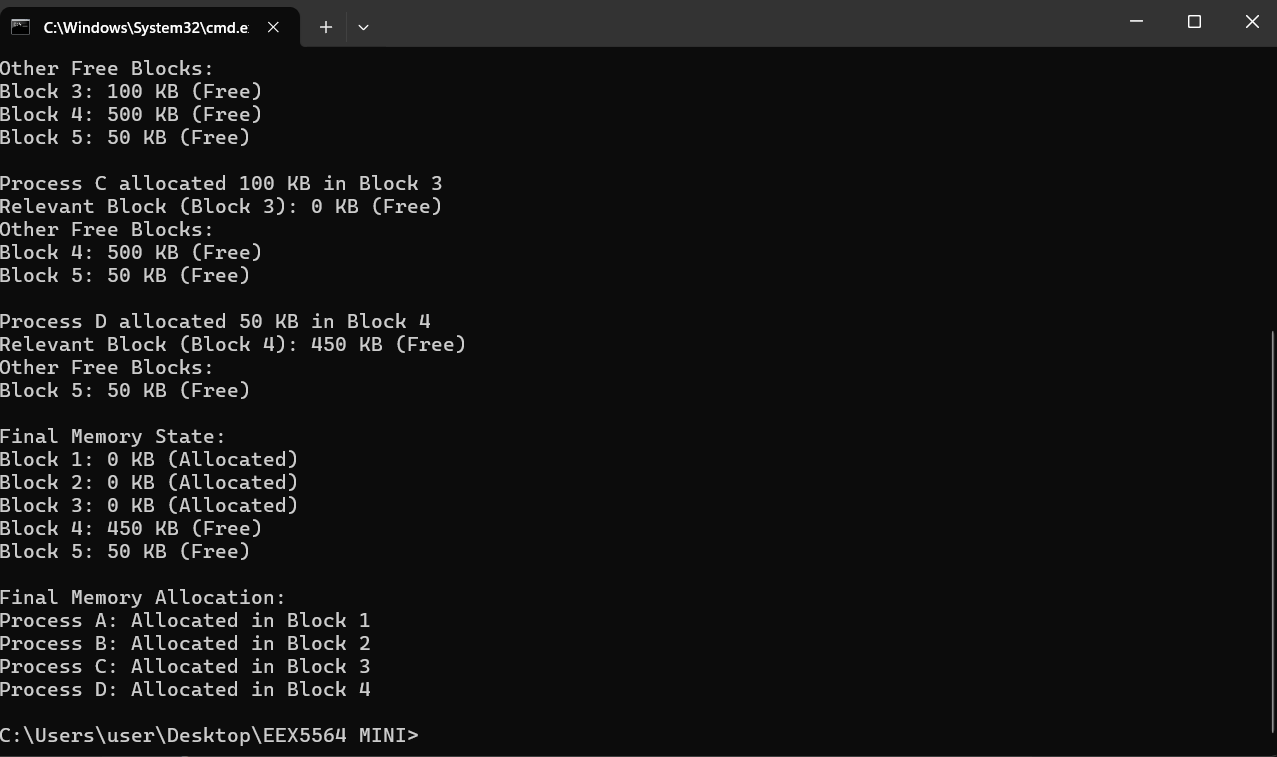 C:\Windows\System32\cmd.e
Other Free Blocks:
Block 3: 100 KB (Free)
Block 4: 500 KB (Free)
Block 5: 50 KB (Free)
Process C allocated 100 KB in Block 3
Relevant Block (Block 3): 0 KB (Free)
Other Free Blocks:
Block 4: 500 KB (Free)
Block 5: 50 KB (Free)
Process D allocated 50 KB in Block 4
Relevant Block (Block 4): 450 KB (Free)
Other Free Blocks:
Block 5: 50 KB (Free)
Final Memory State:
Block 1: 0 KB (Allocated)
Block 2: 0 KB (Allocated)
Block 3: 0 KB (Allocated)
Block 4: 450 KB (Free)
Block 5: 50 KB (Free)
Final Memory Allocation:
Process A: Allocated in Block 1
Process B: Allocated in Block 2
Process C: Allocated in Block 3
Process D: Allocated in Block 4
C:\Users\user\Desktop\EEX5564 MINI>